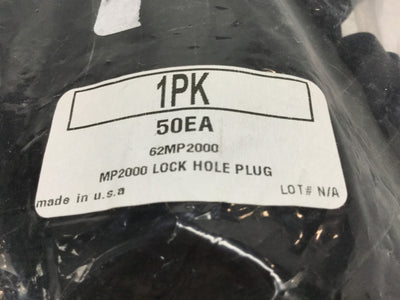 1PK
50EA
62MP2000
MP2000 LOCK HOLE PLUG
made in u.s.a LOT# N/A